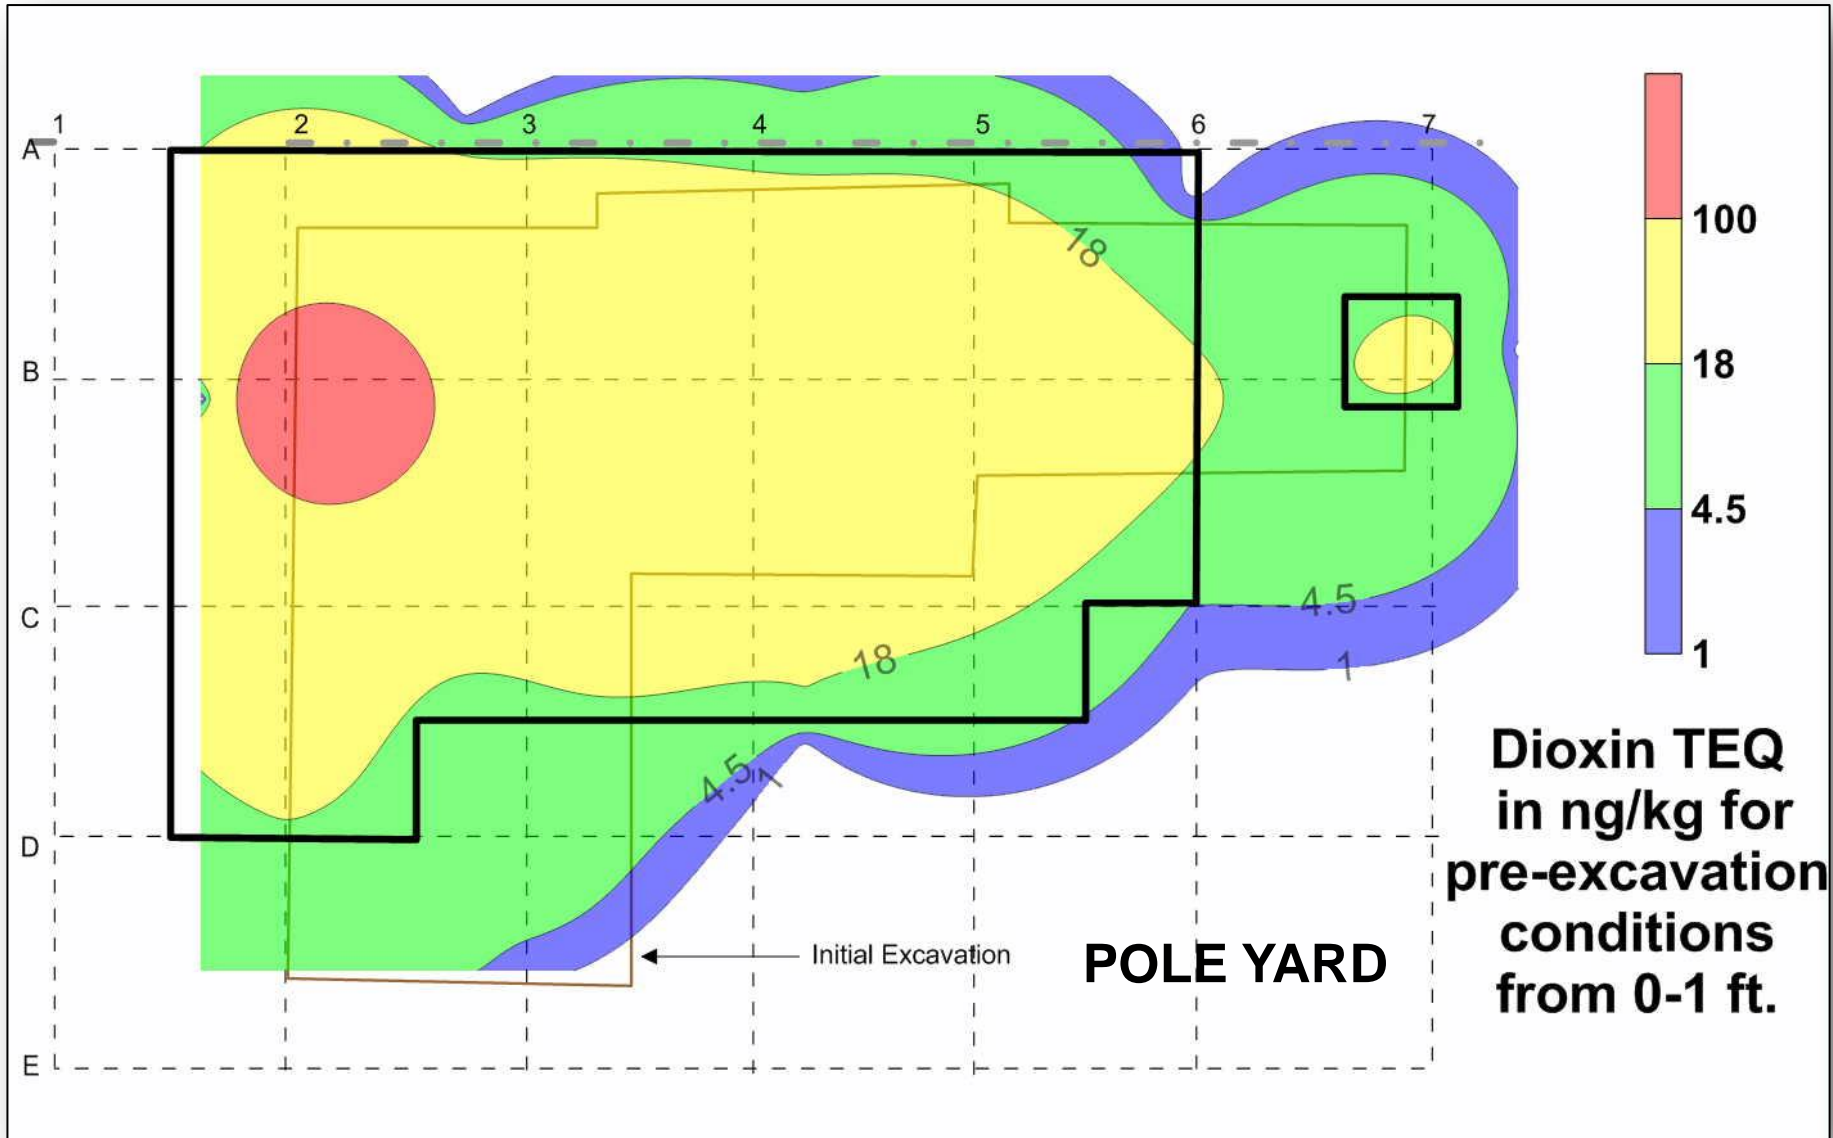 1
2
3
4
5
6
7
A
B
C
D
E
18
18
4.5
1
4.5
1
100
18
4.5
1
Initial Excavation
POLE YARD
Dioxin TEQ
in ng/kg for
pre-excavation
conditions
from 0-1 ft.